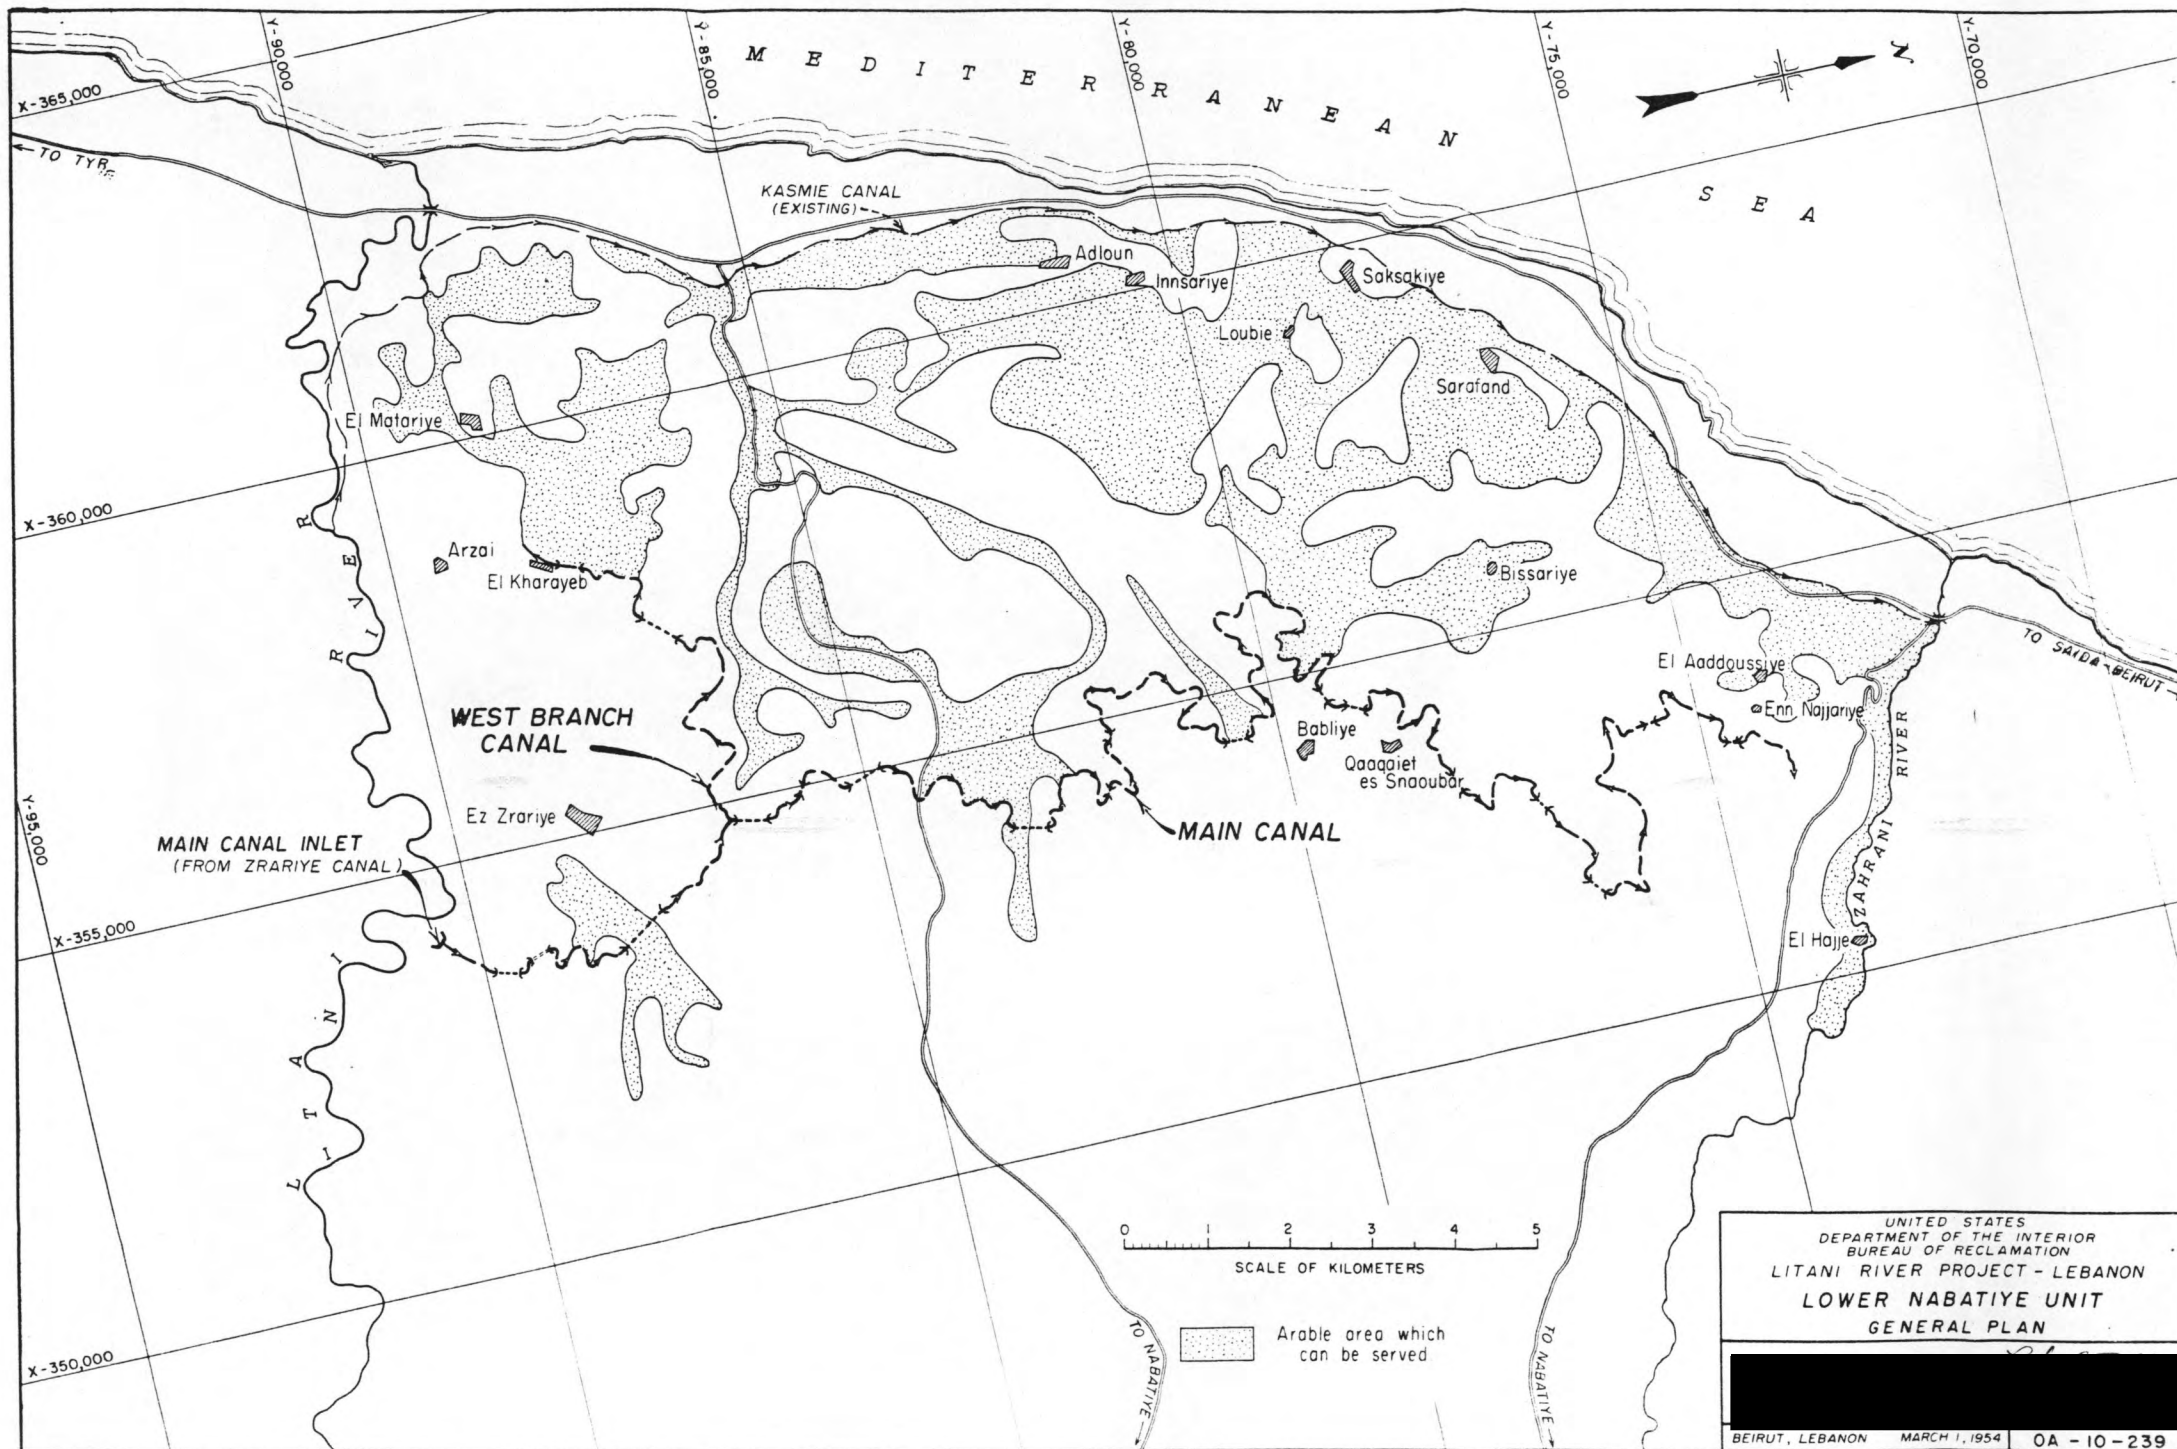 Y-90,000
Y-85,000
Y-80,000
Y-75,000
Y-70,000
MEDITERRANEAN
SEA
N
X-365,000
← TO TYR
KASMIE CANAL
(EXISTING)
Adloun
Innsariye
Saksakiye
Loubie
Sarafand
El Matariye
X-360,000
Arzai
El Kharayeb
Bissariye
TO SAIDA-BEIRUT →
El Aaddoussiye
Enn Najjariye
WEST BRANCH
CANAL
Babliye
Qaaqaiet
es Snaoubar
Ez Zrariye
MAIN CANAL
Y-95,000
MAIN CANAL INLET
(FROM ZRARIYE CANAL)
X-355,000
ZAHRANI RIVER
El Hajje
LITANI RIVER
0 1 2 3 4 5
SCALE OF KILOMETERS
Arable area which
can be served
TO NABATIYE →
TO NABATIYE →
X-350,000
UNITED STATES
DEPARTMENT OF THE INTERIOR
BUREAU OF RECLAMATION
LITANI RIVER PROJECT - LEBANON
LOWER NABATIYE UNIT
GENERAL PLAN
BEIRUT, LEBANON MARCH 1, 1954 OA - 10 - 239